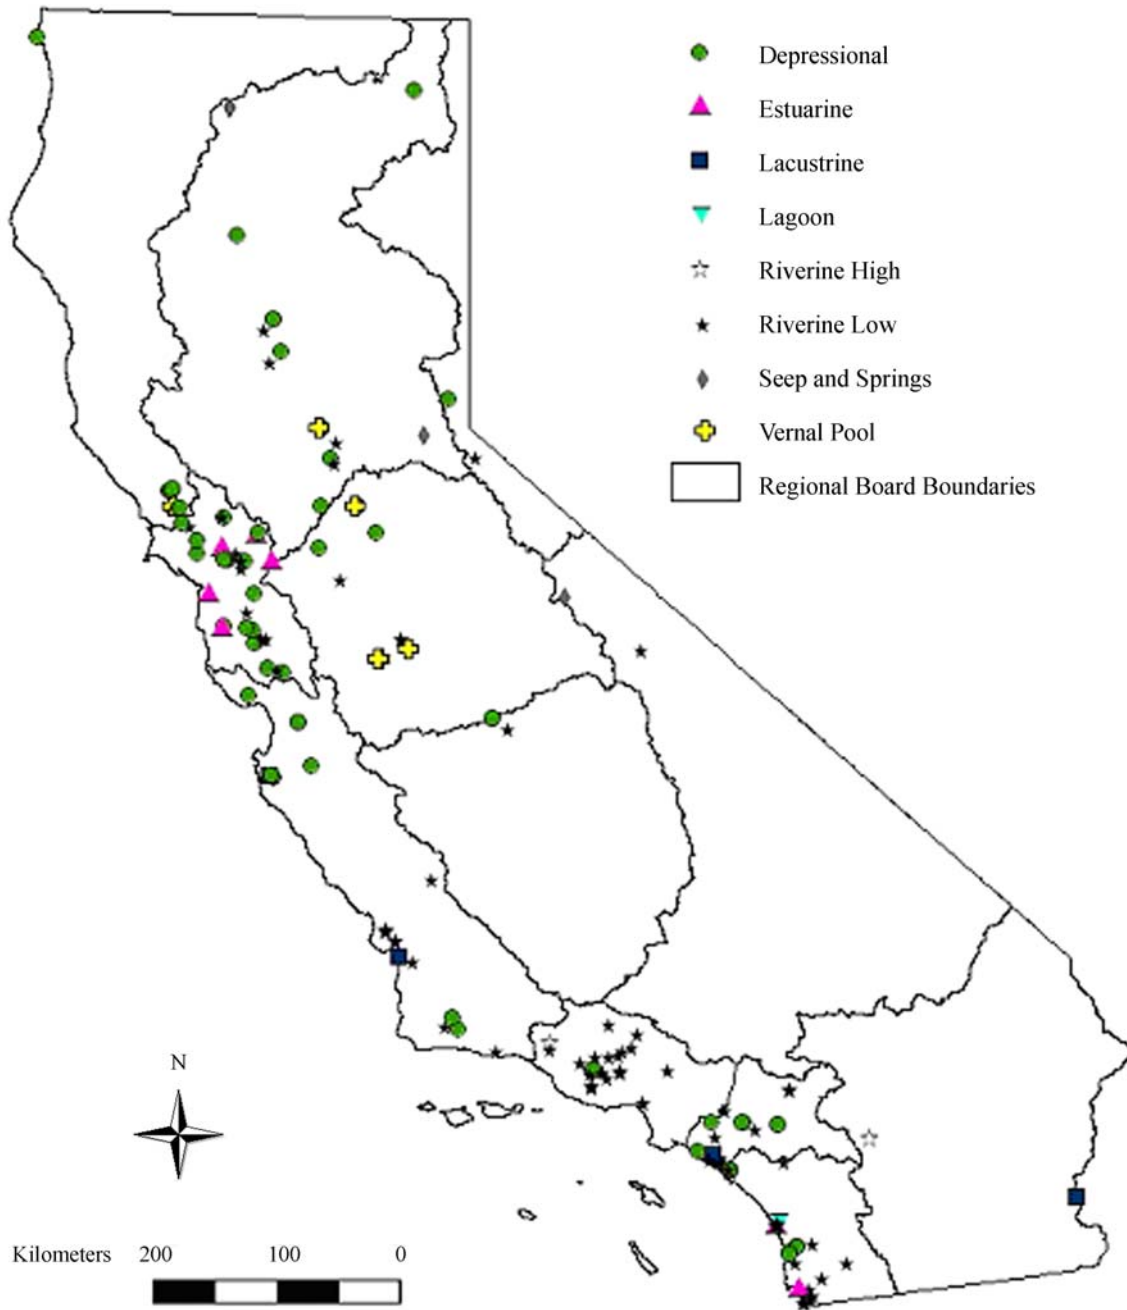 Depressional
Estuarine
Lacustrine
Lagoon
Riverine High
Riverine Low
Seep and Springs
Vernal Pool
Regional Board Boundaries
N
Kilometers 200 100 0